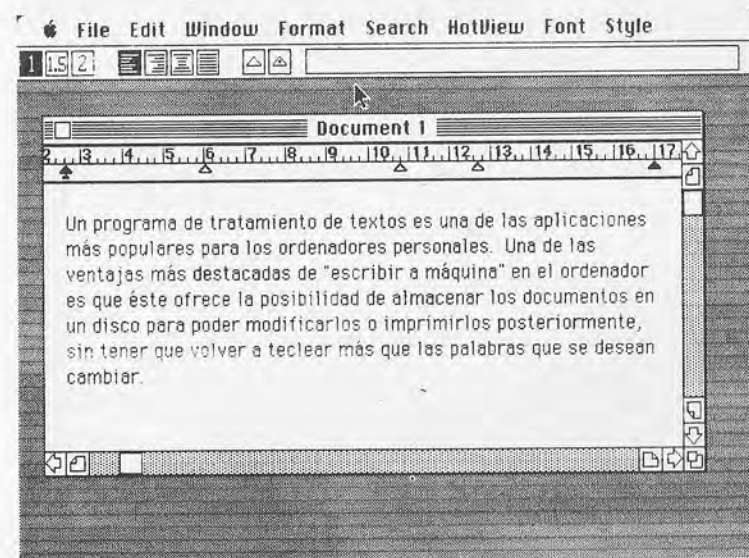 File Edit Window Format Search HotView Font Style
1 1.5 2
Document 1
2 3 4 5 6 7 8 9 10 11 12 13 14 15 16 17
Un programa de tratamiento de textos es una de las aplicaciones
más populares para los ordenadores personales. Una de las
ventajas más destacadas de "escribir a máquina" en el ordenador
es que éste ofrece la posibilidad de almacenar los documentos en
un disco para poder modificarlos o imprimirlos posteriormente,
sin tener que volver a teclear más que las palabras que se desean
cambiar.